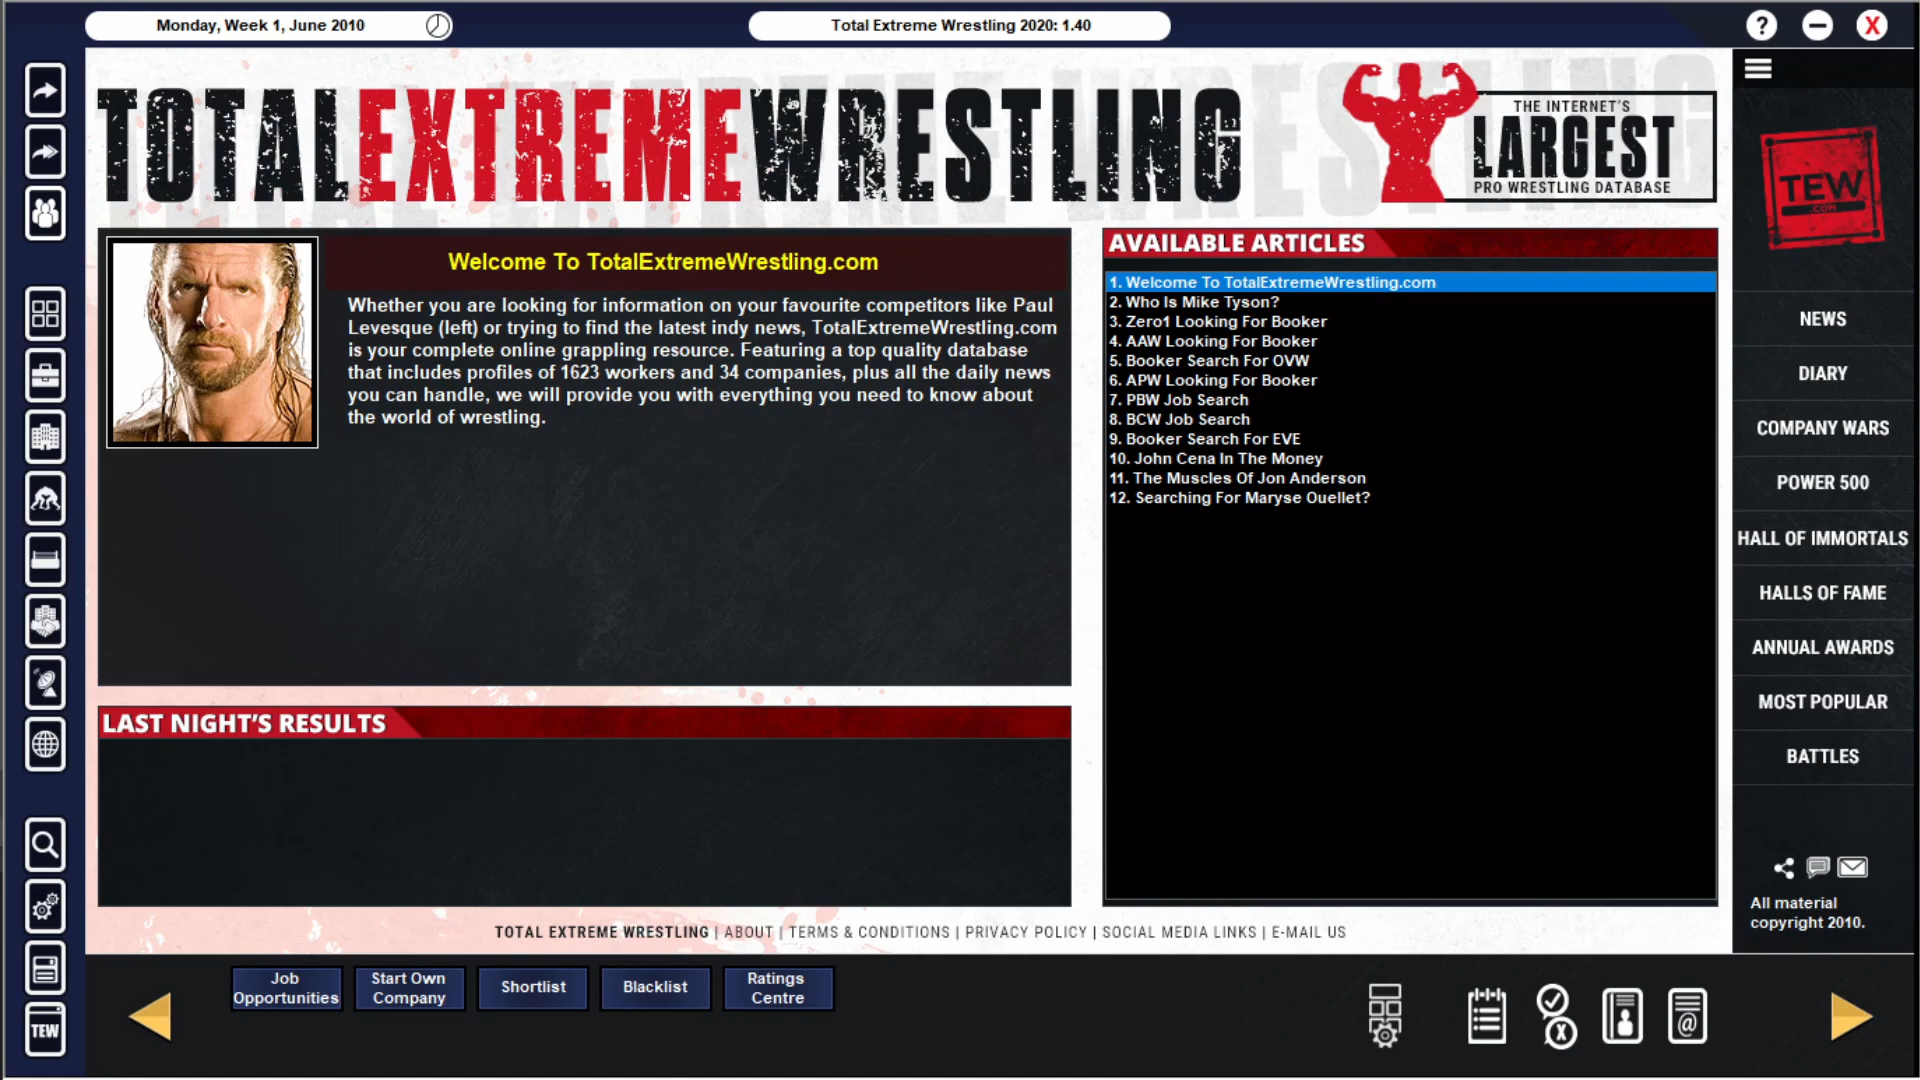 Monday, Week 1, June 2010
Total Extreme Wrestling 2020: 1.40
?
X
TOTALEXTREMEWRESTLING
THE INTERNET'S
LARGEST
PRO WRESTLING DATABASE
TEW
.COM
Welcome To TotalExtremeWrestling.com
Whether you are looking for information on your favourite competitors like Paul
Levesque (left) or trying to find the latest indy news, TotalExtremeWrestling.com
is your complete online grappling resource. Featuring a top quality database
that includes profiles of 1623 workers and 34 companies, plus all the daily news
you can handle, we will provide you with everything you need to know about
the world of wrestling.
LAST NIGHT'S RESULTS
AVAILABLE ARTICLES
1. Welcome To TotalExtremeWrestling.com
2. Who Is Mike Tyson?
3. Zero1 Looking For Booker
4. AAW Looking For Booker
5. Booker Search For OVW
6. APW Looking For Booker
7. PBW Job Search
8. BCW Job Search
9. Booker Search For EVE
10. John Cena In The Money
11. The Muscles Of Jon Anderson
12. Searching For Maryse Ouellet?
NEWS
DIARY
COMPANY WARS
POWER 500
HALL OF IMMORTALS
HALLS OF FAME
ANNUAL AWARDS
MOST POPULAR
BATTLES
All material
copyright 2010.
TOTAL EXTREME WRESTLING | ABOUT | TERMS & CONDITIONS | PRIVACY POLICY | SOCIAL MEDIA LINKS | E-MAIL US
Job
Opportunities
Start Own
Company
Shortlist
Blacklist
Ratings
Centre
TEW